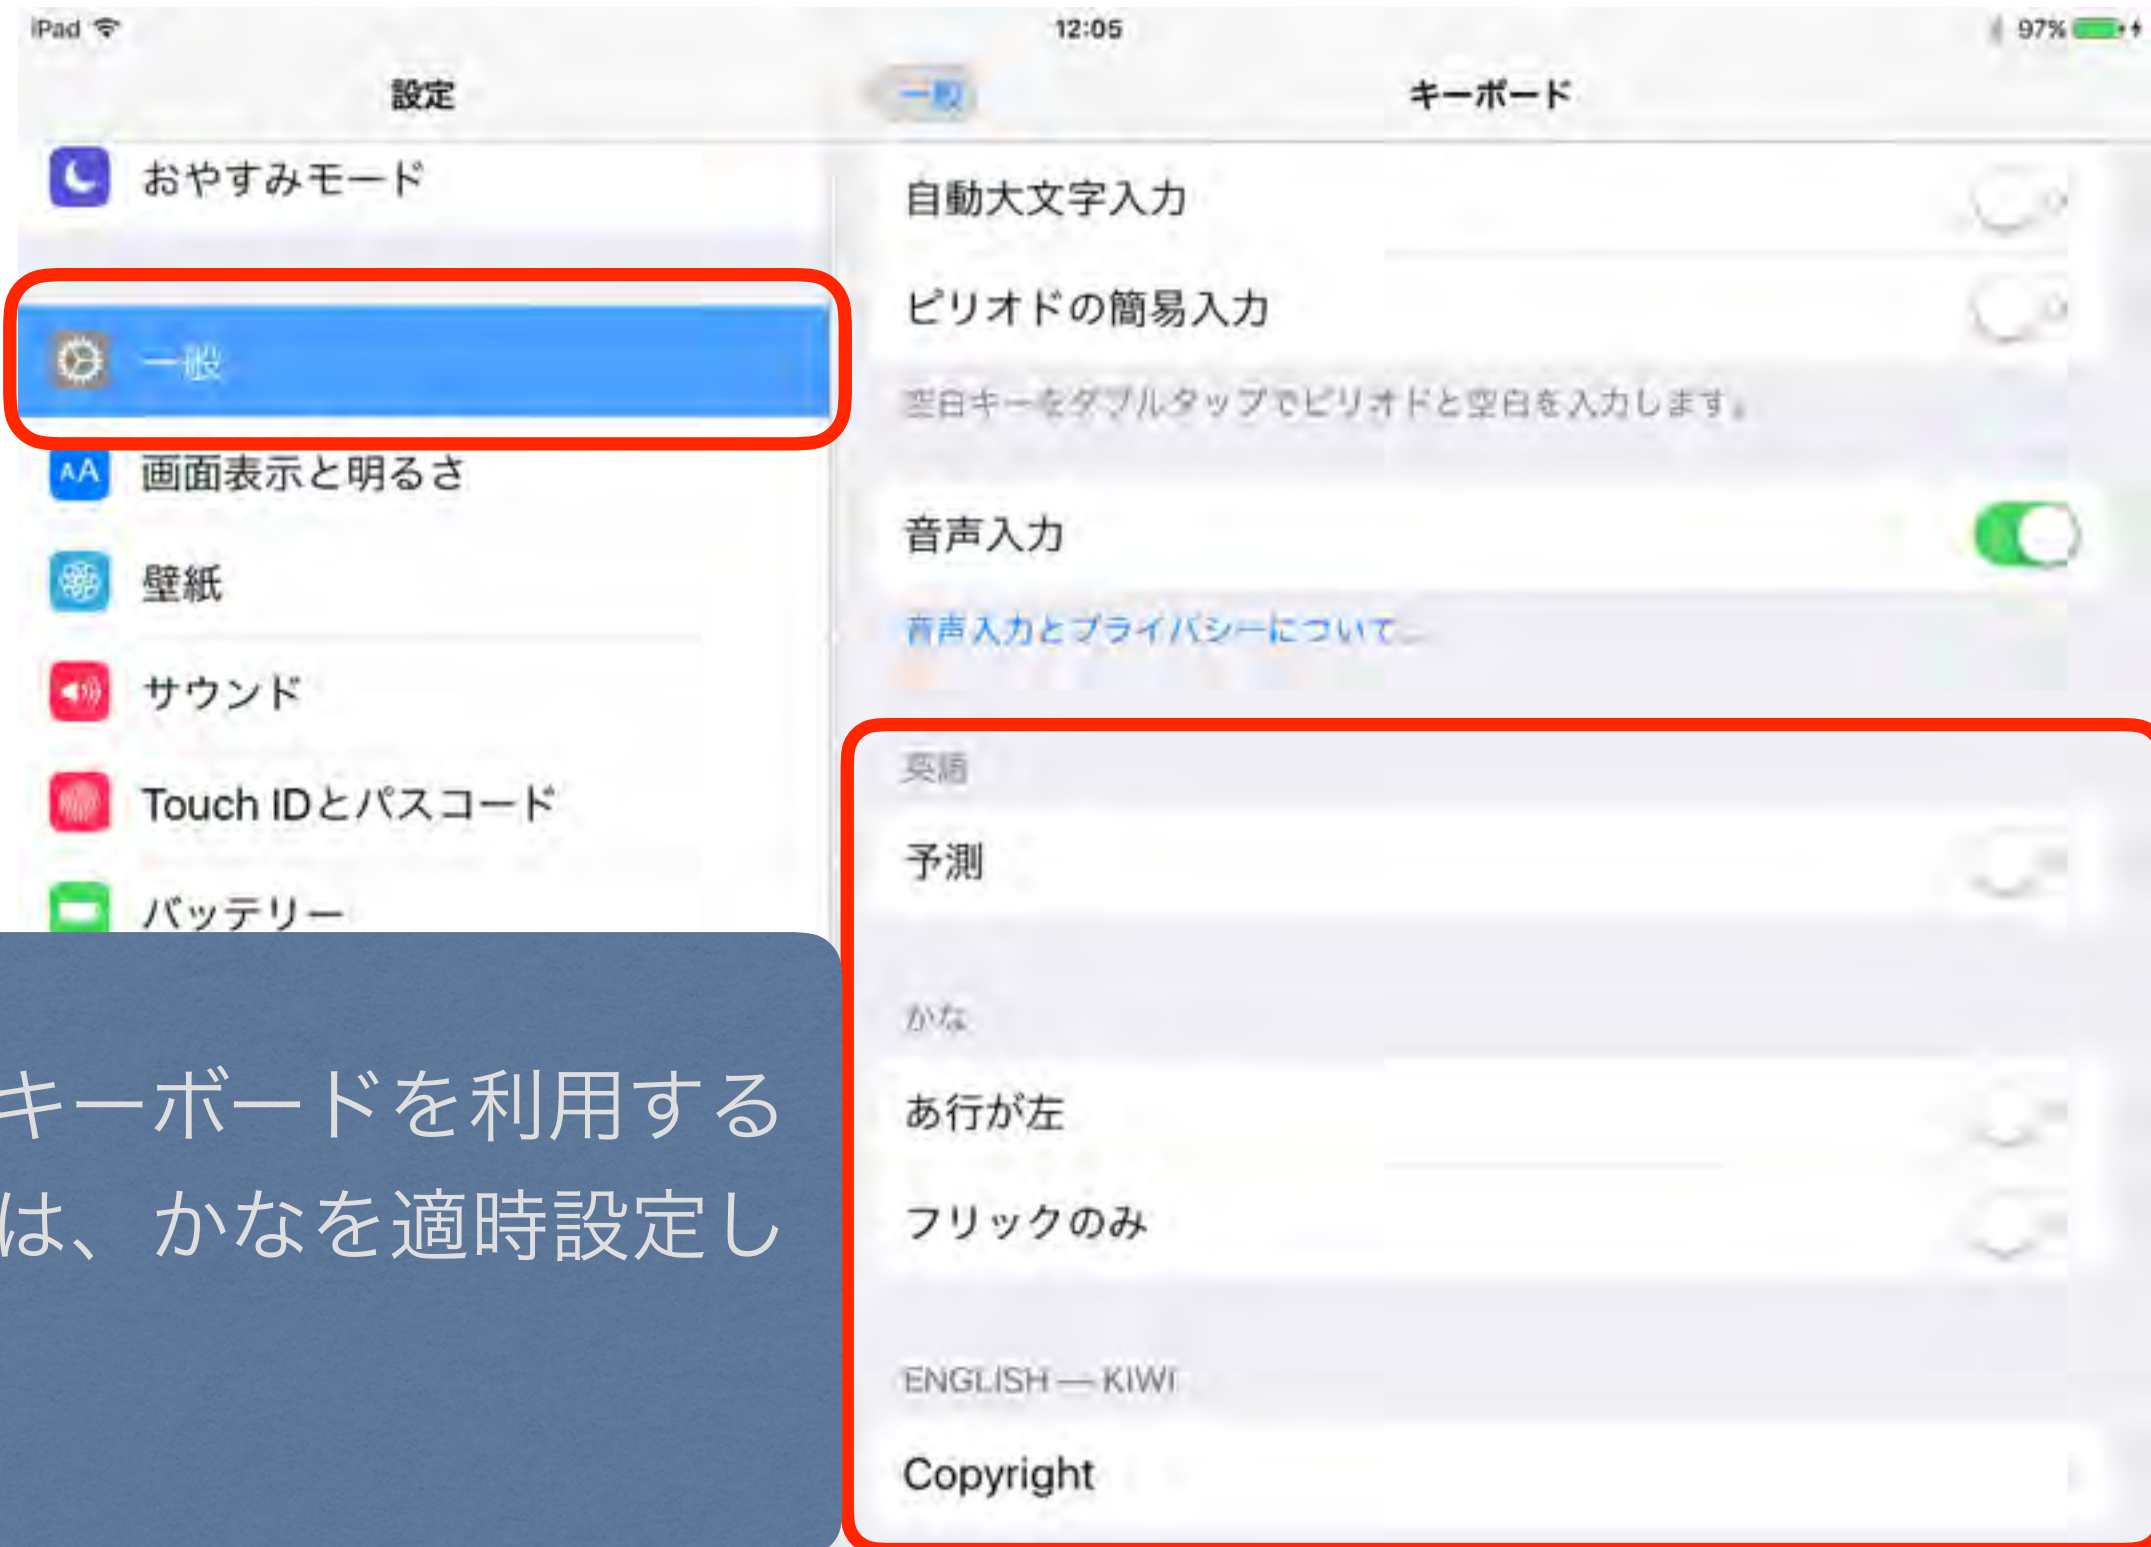 iPad
12:05
97%
設定
おやすみモード
一般
画面表示と明るさ
壁紙
サウンド
Touch IDとパスコード
バッテリー
キーボードを利用する
は、かなを適時設定し
一般
キーボード
自動大文字入力
ピリオドの簡易入力
空白キーをダブルタップでピリオドと空白を入力します。
音声入力
音声入力とプライバシーについて...
英語
予測
かな
あ行が左
フリックのみ
ENGLISH — KIWI
Copyright